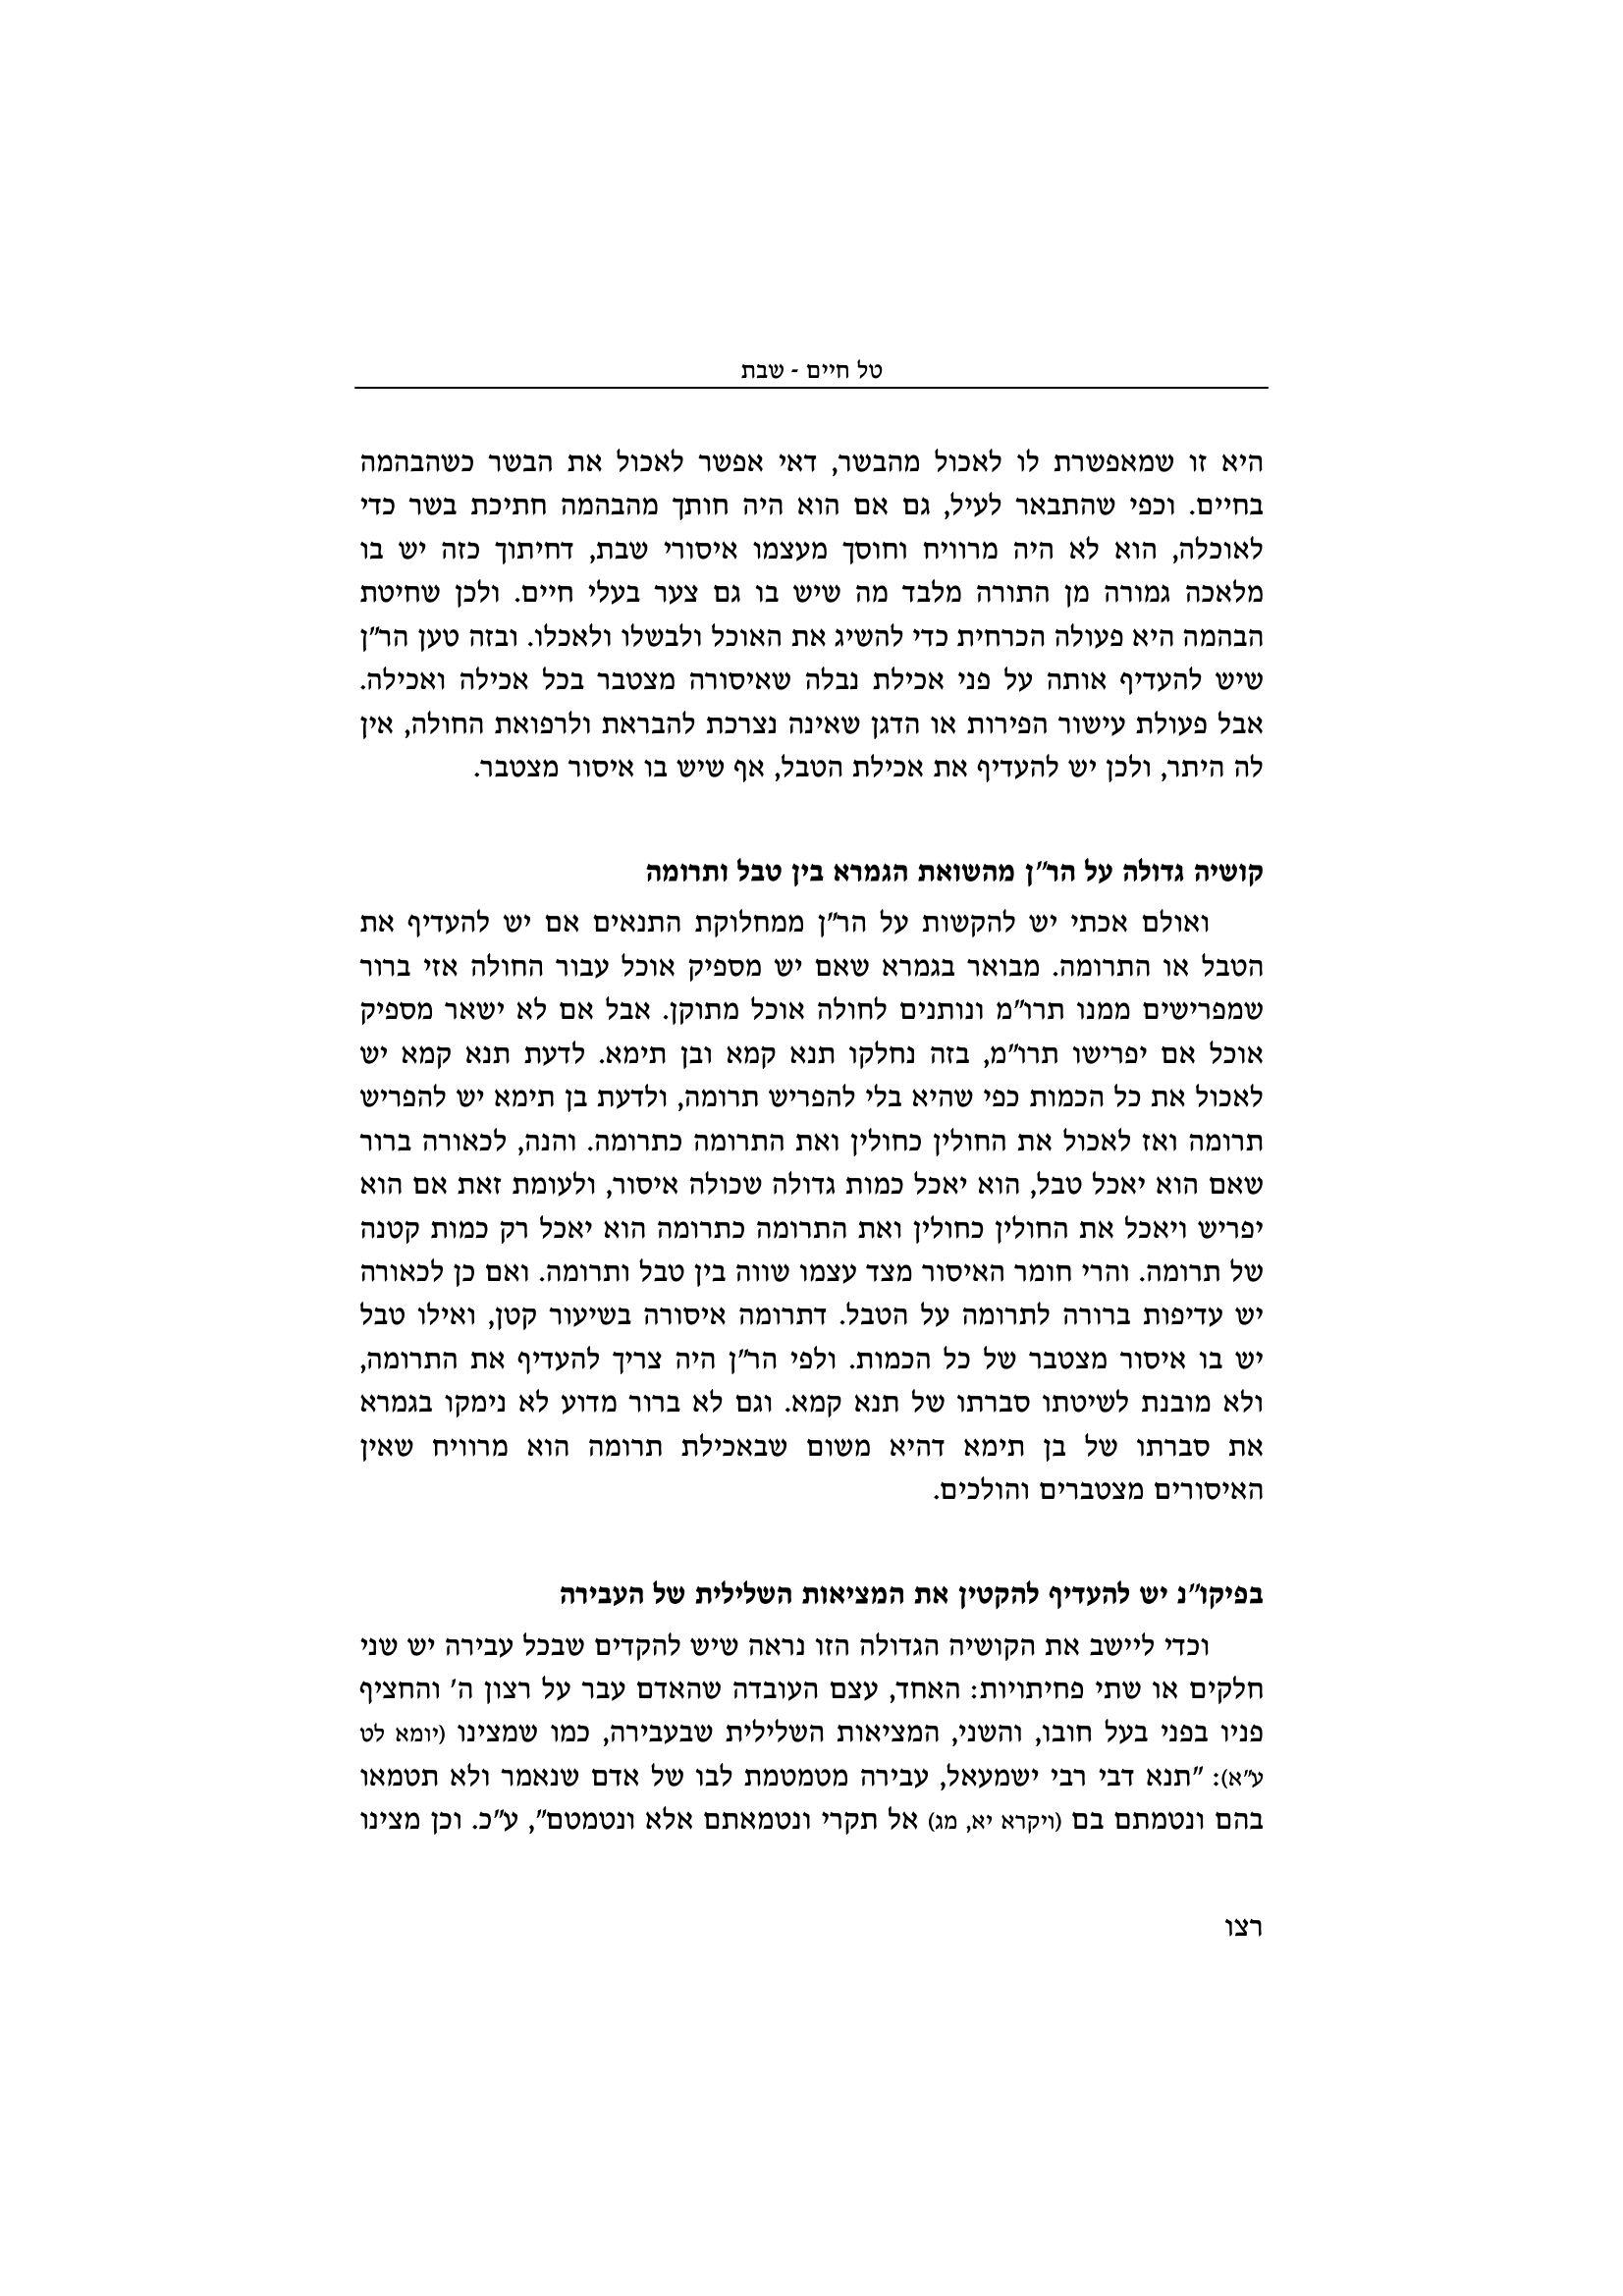 טל חיים - שבת
היא זו שמאפשרת לו לאכול מהבשר, דאי אפשר לאכול את הבשר כשהבהמה
בחיים. וכפי שהתבאר לעיל, גם אם הוא היה חותך מהבהמה חתיכת בשר כדי
לאוכלה, הוא לא היה מרוויח וחוסך מעצמו איסורי שבת, דחיתוך כזה יש בו
מלאכה גמורה מן התורה מלבד מה שיש בו גם צער בעלי חיים. ולכן שחיטת
הבהמה היא פעולה הכרחית כדי להשיג את האוכל ולבשלו ולאכלו. ובזה טען הר"ן
שיש להעדיף אותה על פני אכילת נבלה שאיסורה מצטבר בכל אכילה ואכילה.
אבל פעולת עישור הפירות או הדגן שאינה נצרכת להבראת ולרפואת החולה, אין
לה היתר, ולכן יש להעדיף את אכילת הטבל, אף שיש בו איסור מצטבר.
קושיה גדולה על הר"ן מהשואת הגמרא בין טבל ותרומה
ואולם אכתי יש להקשות על הר"ן ממחלוקת התנאים אם יש להעדיף את
הטבל או התרומה. מבואר בגמרא שאם יש מספיק אוכל עבור החולה אזי ברור
שמפרישים ממנו תרו"מ ונותנים לחולה אוכל מתוקן. אבל אם לא ישאר מספיק
אוכל אם יפרישו תרו"מ, בזה נחלקו תנא קמא ובן תימא. לדעת תנא קמא יש
לאכול את כל הכמות כפי שהיא בלי להפריש תרומה, ולדעת בן תימא יש להפריש
תרומה ואז לאכול את החולין כחולין ואת התרומה כתרומה. והנה, לכאורה ברור
שאם הוא יאכל טבל, הוא יאכל כמות גדולה שכולה איסור, ולעומת זאת אם הוא
יפריש ויאכל את החולין כחולין ואת התרומה כתרומה הוא יאכל רק כמות קטנה
של תרומה. והרי חומר האיסור מצד עצמו שווה בין טבל ותרומה. ואם כן לכאורה
יש עדיפות ברורה לתרומה על הטבל. דתרומה איסורה בשיעור קטן, ואילו טבל
יש בו איסור מצטבר של כל הכמות. ולפי הר"ן היה צריך להעדיף את התרומה,
ולא מובנת לשיטתו סברתו של תנא קמא. וגם לא ברור מדוע לא נימקו בגמרא
את סברתו של בן תימא דהיא משום שבאכילת תרומה הוא מרוויח שאין
האיסורים מצטברים והולכים.
בפיקו"נ יש להעדיף להקטין את המציאות השלילית של העבירה
וכדי ליישב את הקושיה הגדולה הזו נראה שיש להקדים שבכל עבירה יש שני
חלקים או שתי פחיתויות: האחד, עצם העובדה שהאדם עבר על רצון ה' והחציף
פניו בפני בעל חובו, והשני, המציאות השלילית שבעבירה, כמו שמצינו (יומא לט
ע"א): "תנא דבי רבי ישמעאל, עבירה מטמטמת לבו של אדם שנאמר ולא תטמאו
בהם ונטמתם בם (ויקרא יא, מג) אל תקרי ונטמאתם אלא ונטמטם", ע"כ. וכן מצינו
רצו